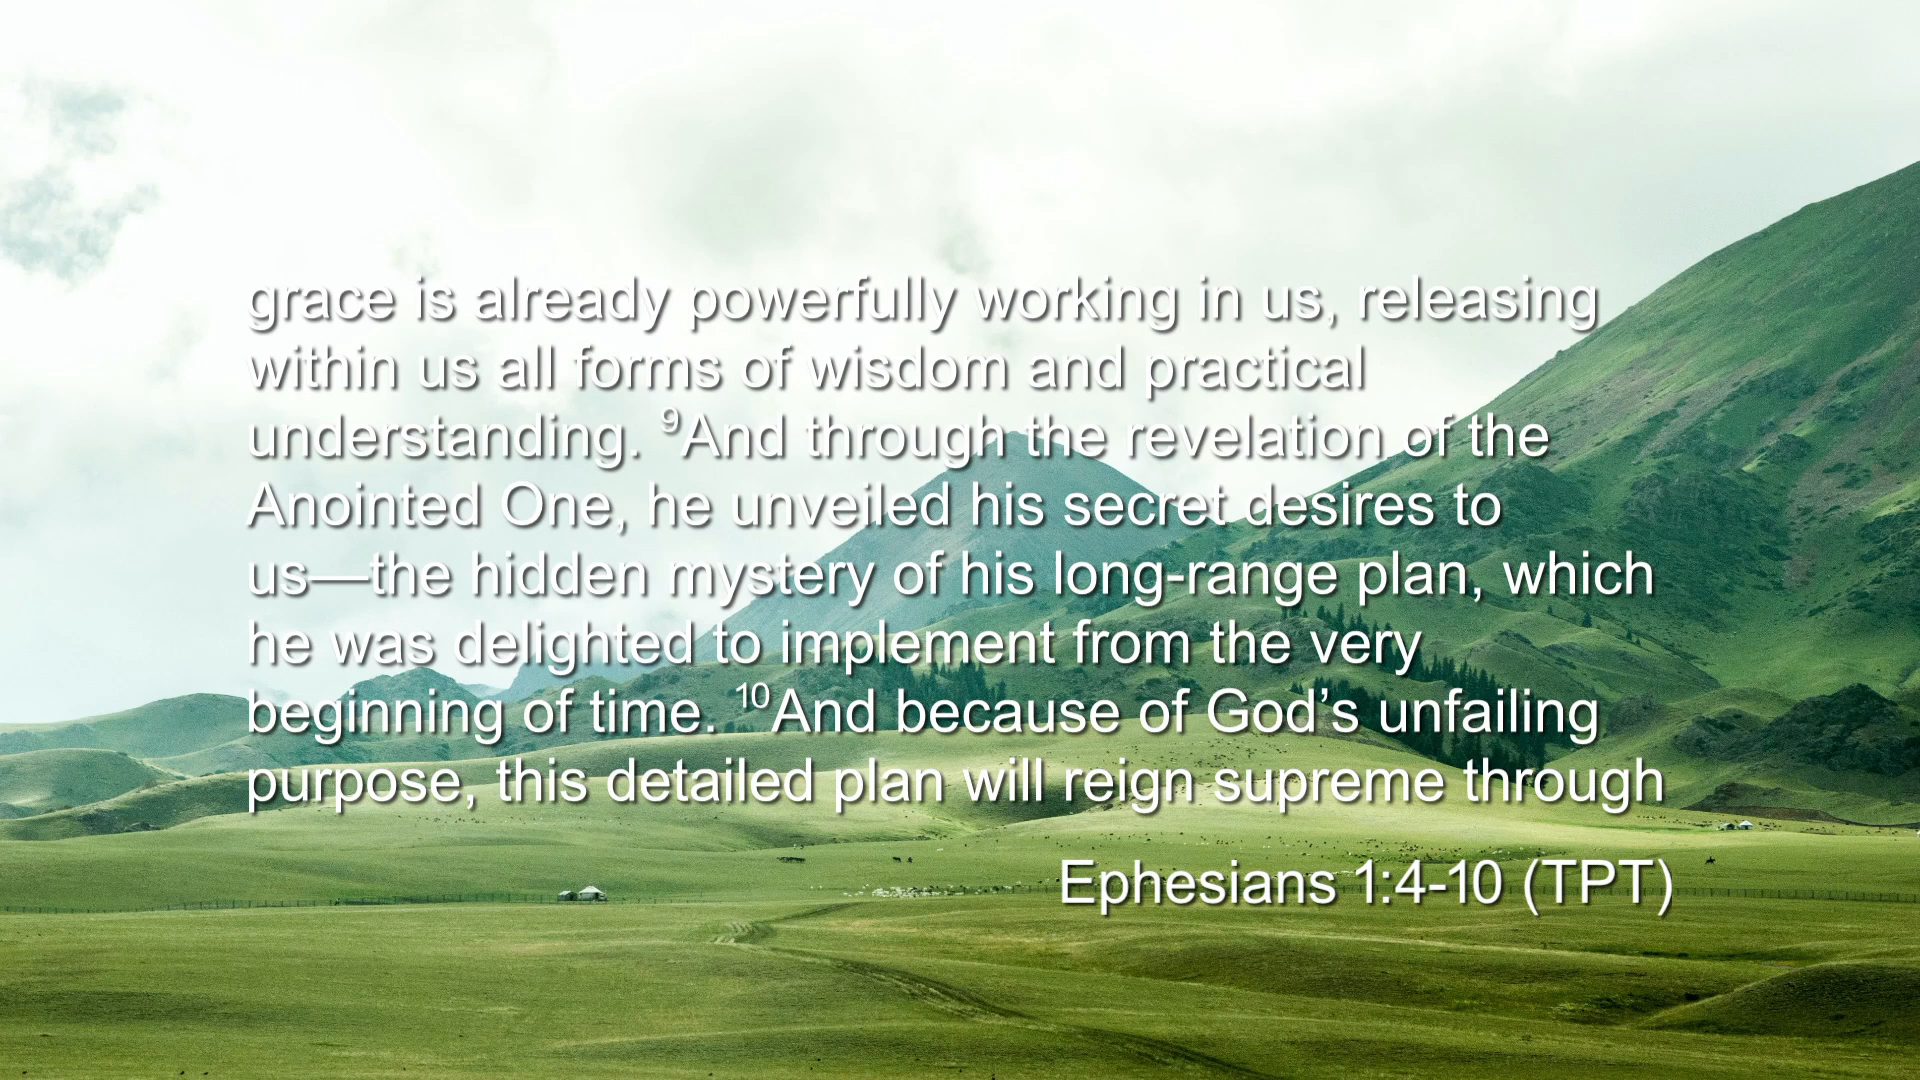 grace is already powerfully working in us, releasing
within us all forms of wisdom and practical
understanding. ⁹And through the revelation of the
Anointed One, he unveiled his secret desires to
us—the hidden mystery of his long-range plan, which
he was delighted to implement from the very
beginning of time. ¹⁰And because of God’s unfailing
purpose, this detailed plan will reign supreme through
Ephesians 1:4-10 (TPT)